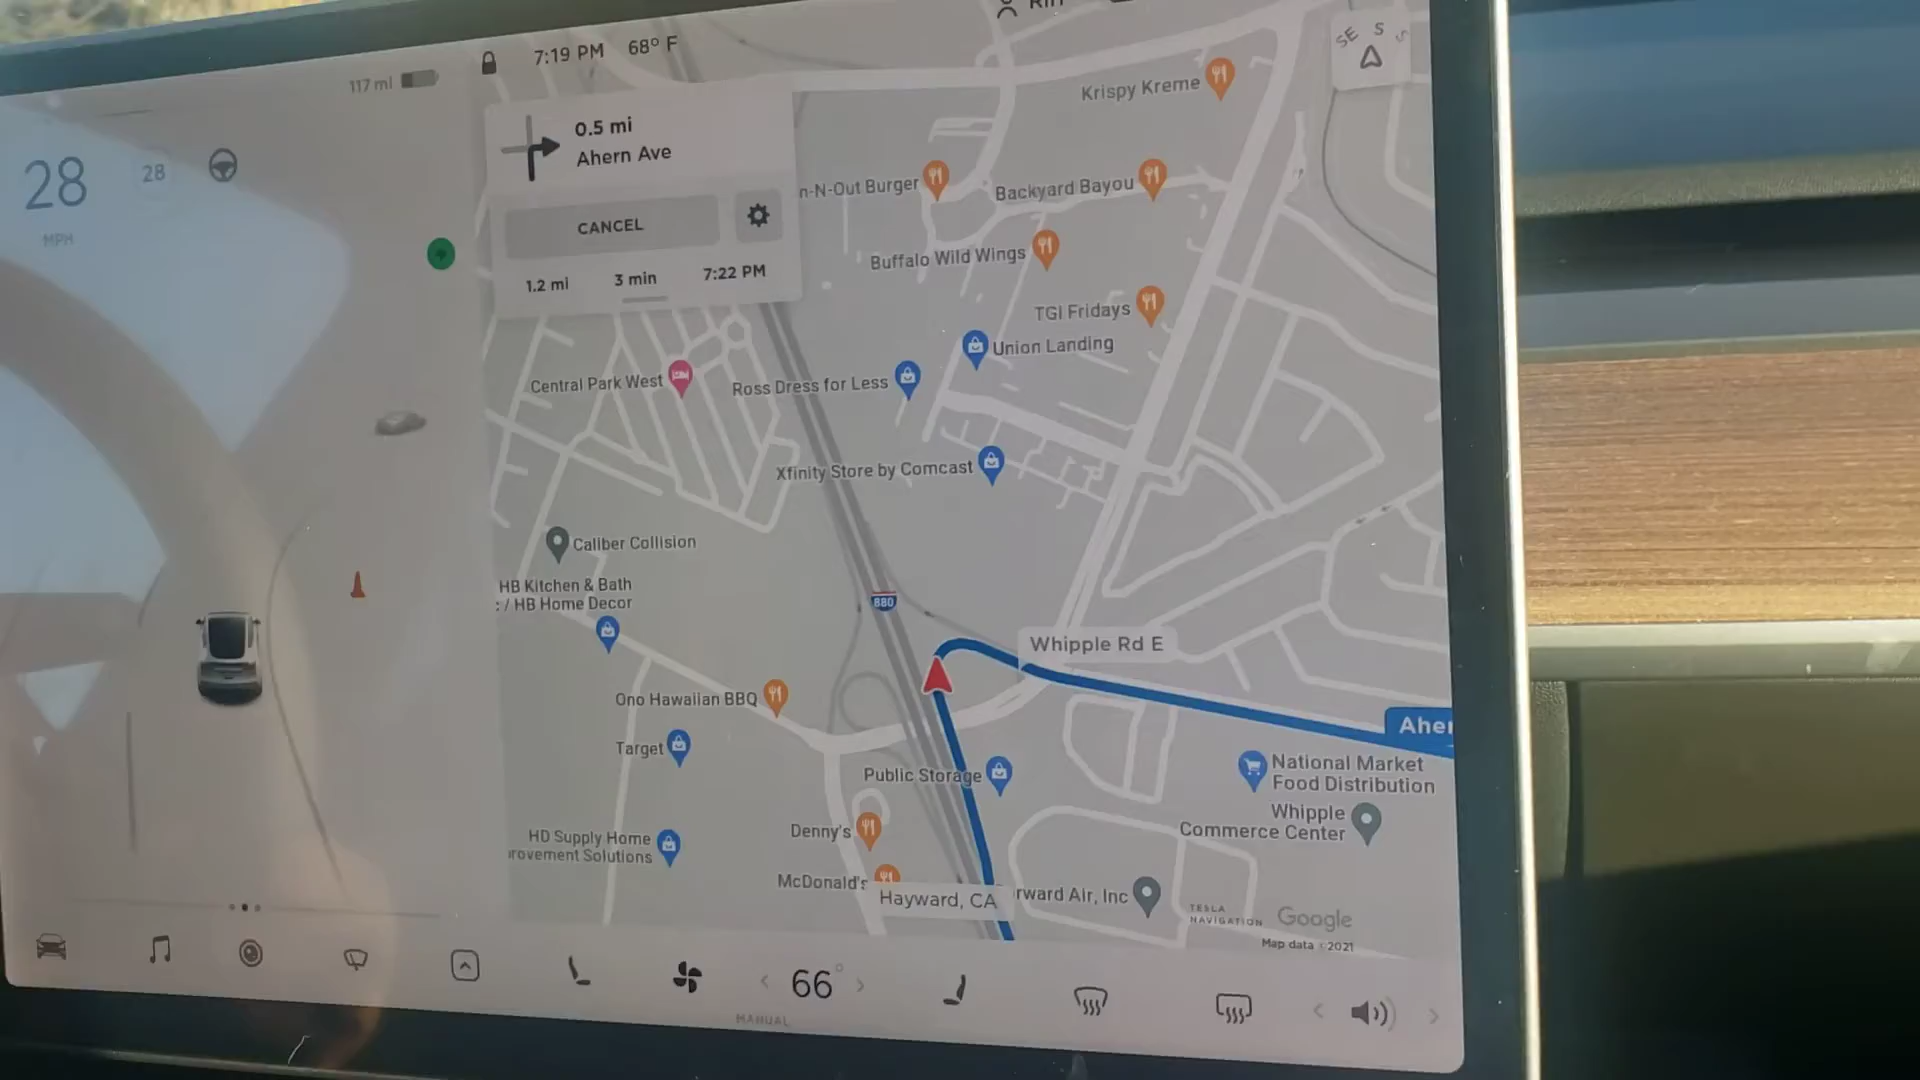 117 mi
7:19 PM 68° F
SE S
28
MPH
28
0.5 mi
Ahern Ave
CANCEL
1.2 mi 3 min 7:22 PM
Krispy Kreme
n-N-Out Burger
Backyard Bayou
Buffalo Wild Wings
TGI Fridays
Union Landing
Central Park West
Ross Dress for Less
Xfinity Store by Comcast
Caliber Collision
HB Kitchen & Bath
:/ HB Home Decor
880
Whipple Rd E
Ono Hawaiian BBQ
Aher
Target
Public Storage
National Market
Food Distribution
Whipple
Commerce Center
Denny's
HD Supply Home
rovement Solutions
McDonald's
Hayward, CA
rward Air, Inc
TESLA
NAVIGATION
Google
Map data ©2021
66°
MANUAL